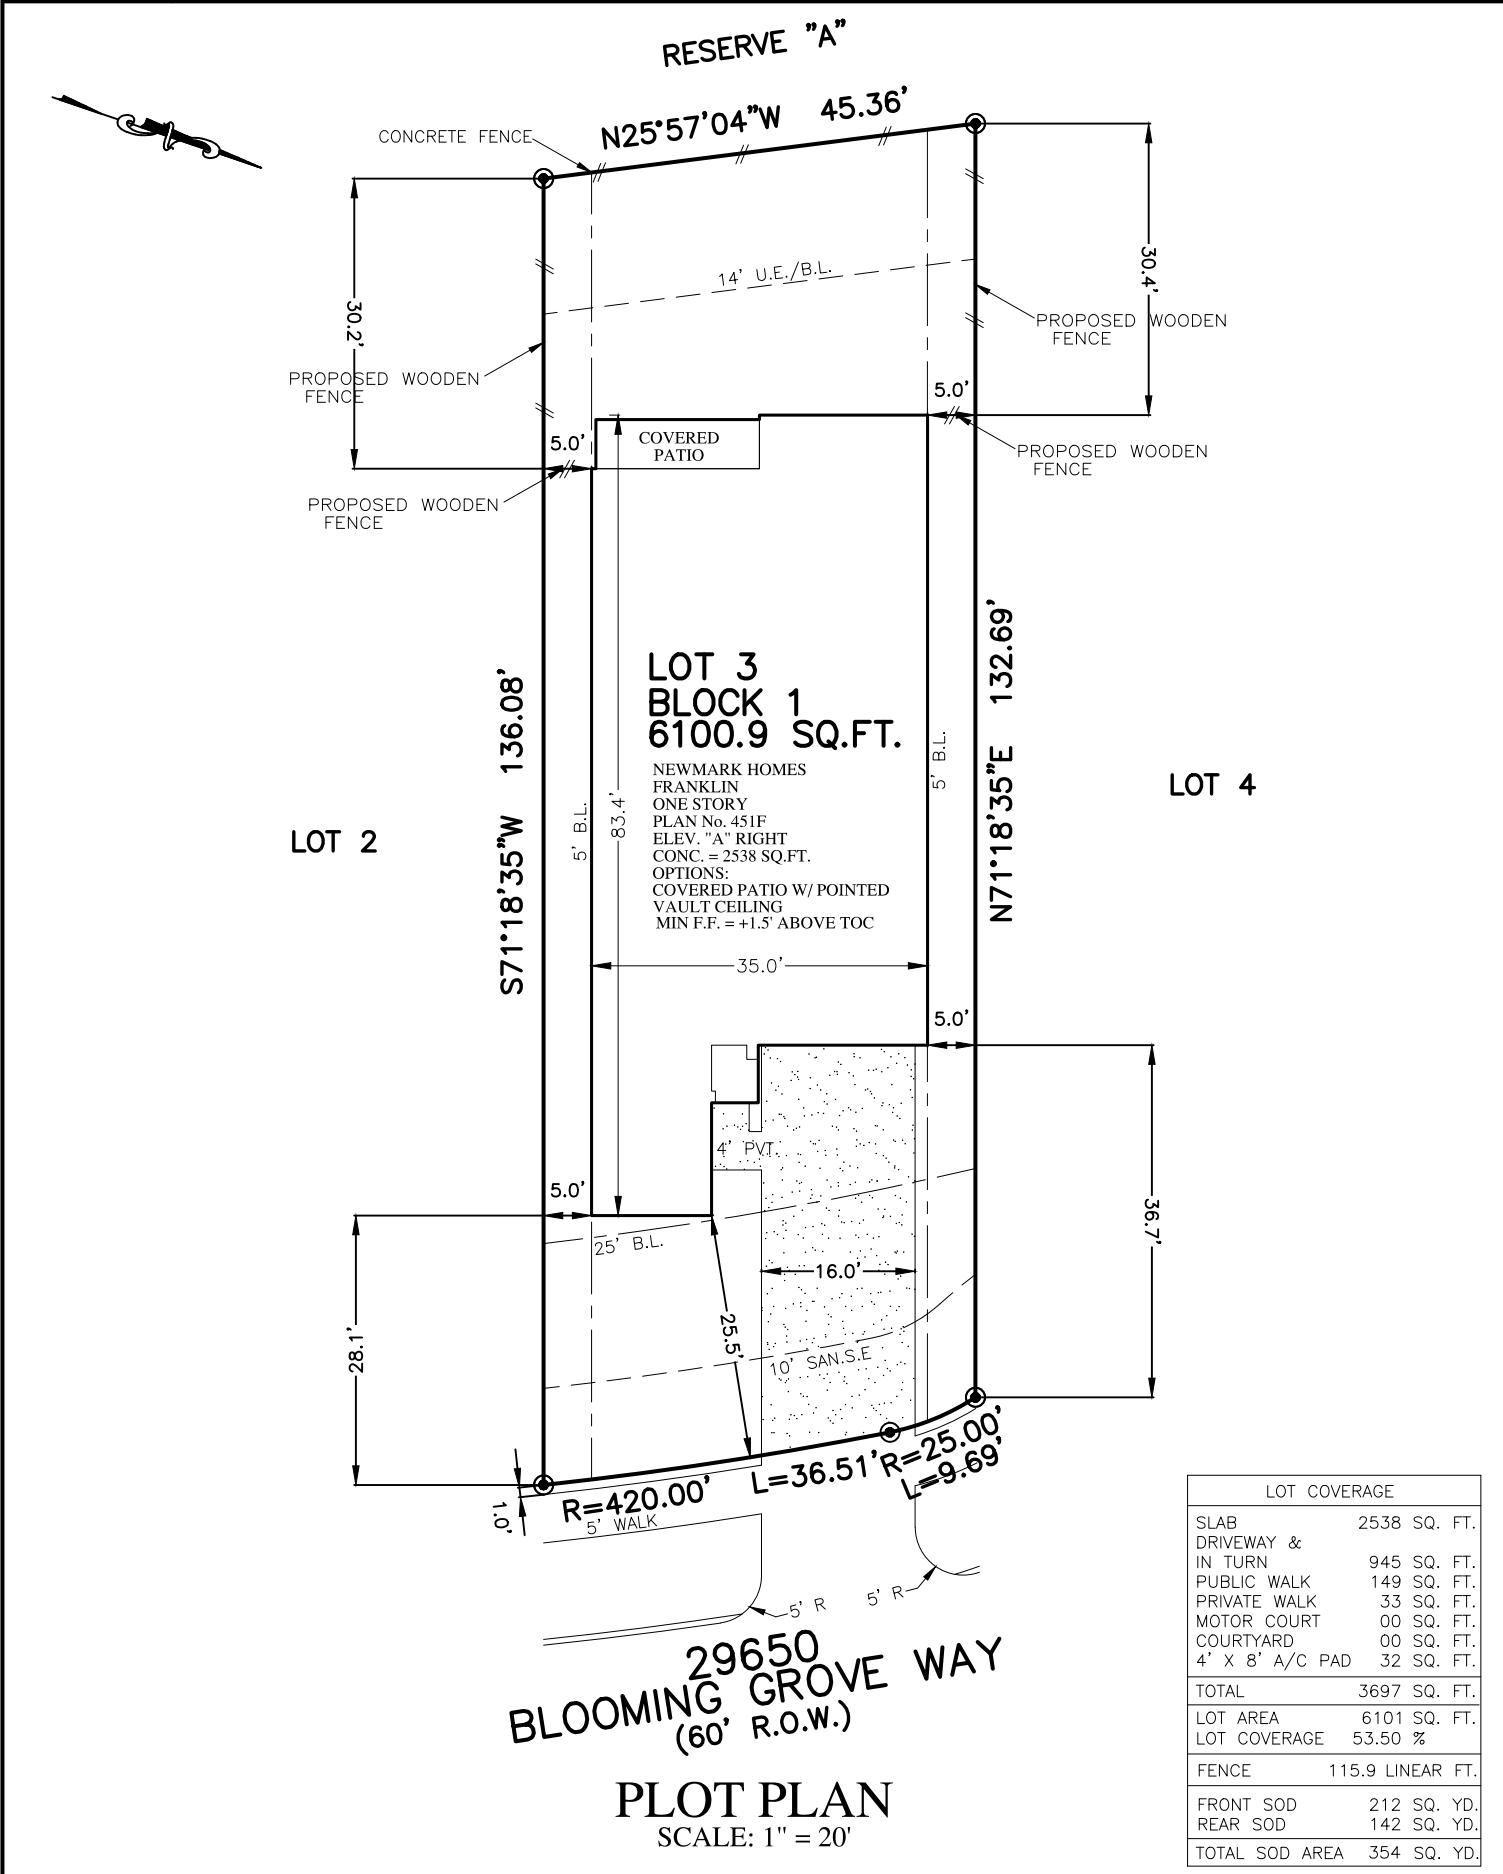 RESERVE "A"
N25°57'04"W 45.36'
CONCRETE FENCE
30.2'
30.4'
14' U.E./B.L.
PROPOSED WOODEN
FENCE
PROPOSED WOODEN
FENCE
5.0'
5.0'
COVERED
PATIO
PROPOSED WOODEN
FENCE
PROPOSED WOODEN
FENCE
S71°18'35"W 136.08'
N71°18'35"E 132.69'
LOT 3
BLOCK 1
6100.9 SQ.FT.
NEWMARK HOMES
FRANKLIN
ONE STORY
PLAN No. 451F
ELEV. "A" RIGHT
CONC. = 2538 SQ.FT.
OPTIONS:
COVERED PATIO W/ POINTED
VAULT CEILING
MIN F.F. = +1.5' ABOVE TOC
LOT 2
LOT 4
5' B.L.
83.4'
5' B.L.
35.0'
5.0'
4' PVT.
5.0'
25' B.L.
36.7'
16.0'
28.1'
25.5'
10' SAN.S.E
R=420.00'
L=36.51'
R=25.00'
L=9.69'
1.0'
5' WALK
5' R
5' R
29650
BLOOMING GROVE WAY
(60' R.O.W.)
PLOT PLAN
SCALE: 1" = 20'
LOT COVERAGE
SLAB 2538 SQ. FT.
DRIVEWAY &
IN TURN 945 SQ. FT.
PUBLIC WALK 149 SQ. FT.
PRIVATE WALK 33 SQ. FT.
MOTOR COURT 00 SQ. FT.
COURTYARD 00 SQ. FT.
4' X 8' A/C PAD 32 SQ. FT.
TOTAL 3697 SQ. FT.
LOT AREA 6101 SQ. FT.
LOT COVERAGE 53.50 %
FENCE 115.9 LINEAR FT.
FRONT SOD 212 SQ. YD.
REAR SOD 142 SQ. YD.
TOTAL SOD AREA 354 SQ. YD.